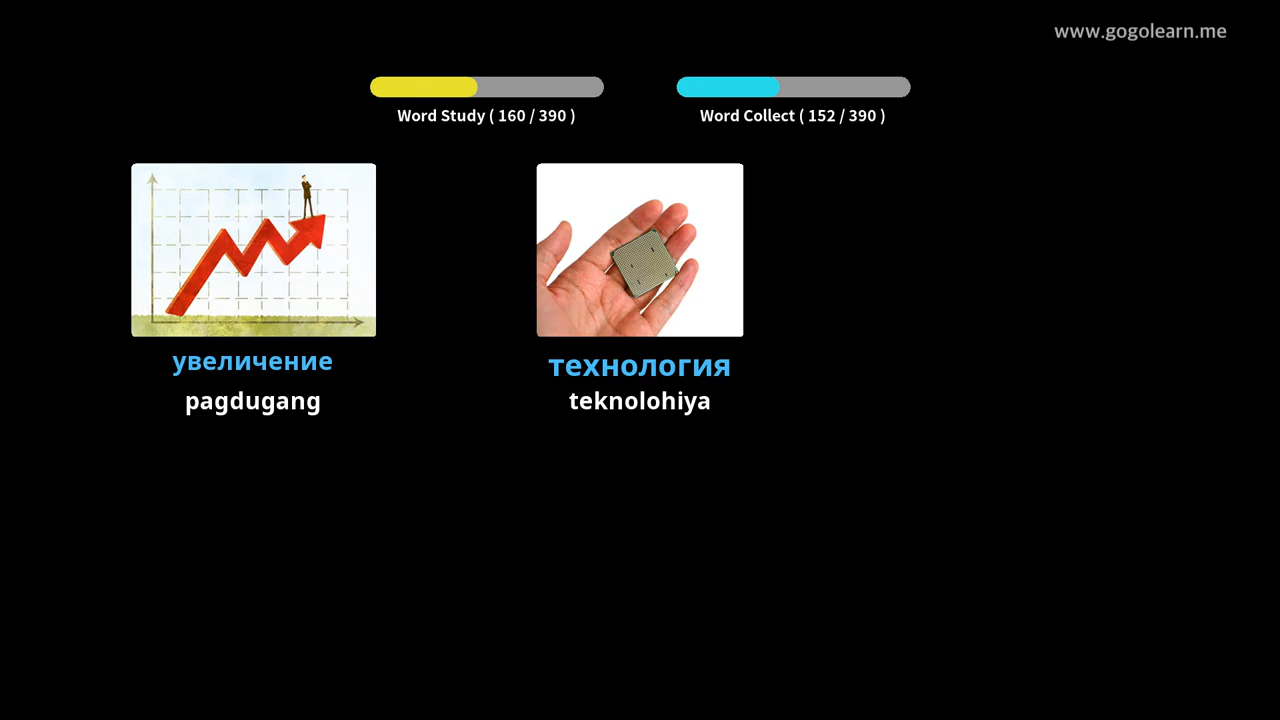 www.gogolearn.me
Word Study ( 160 / 390 )
Word Collect ( 152 / 390 )
увеличение
pagdugang
технология
teknolohiya